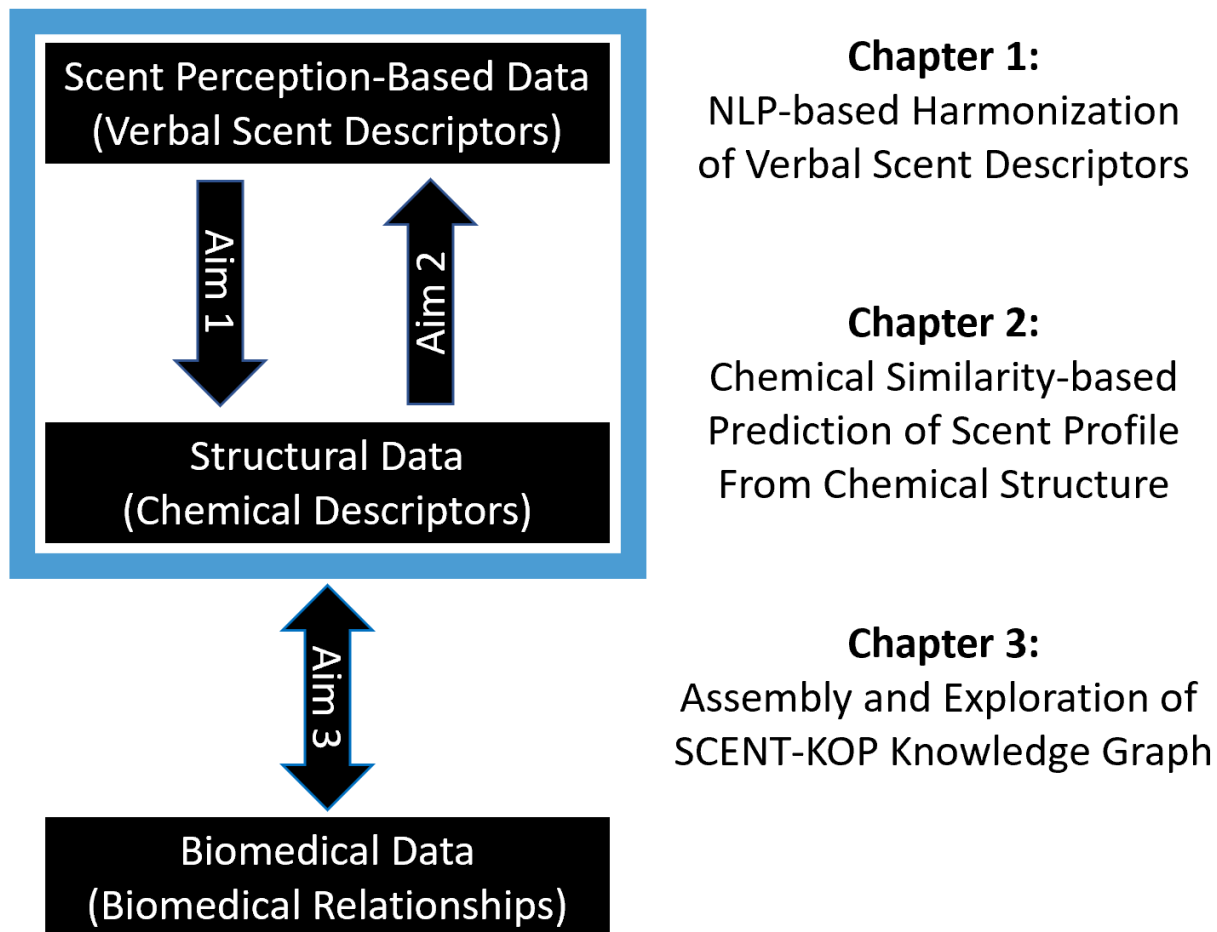 Scent Perception-Based Data
(Verbal Scent Descriptors)
Aim 1
Aim 2
Structural Data
(Chemical Descriptors)
Aim 3
Biomedical Data
(Biomedical Relationships)
Chapter 1:
NLP-based Harmonization
of Verbal Scent Descriptors
Chapter 2:
Chemical Similarity-based
Prediction of Scent Profile
From Chemical Structure
Chapter 3:
Assembly and Exploration of
SCENT-KOP Knowledge Graph